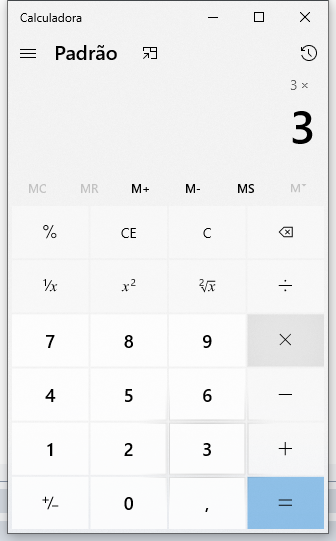 Calculadora
Padrão
3 ×
3
MC MR M+ M- MS M˅
% CE C
¹/x x² ²√x ÷
7 8 9 ×
4 5 6 −
1 2 3 +
+/− 0 , =